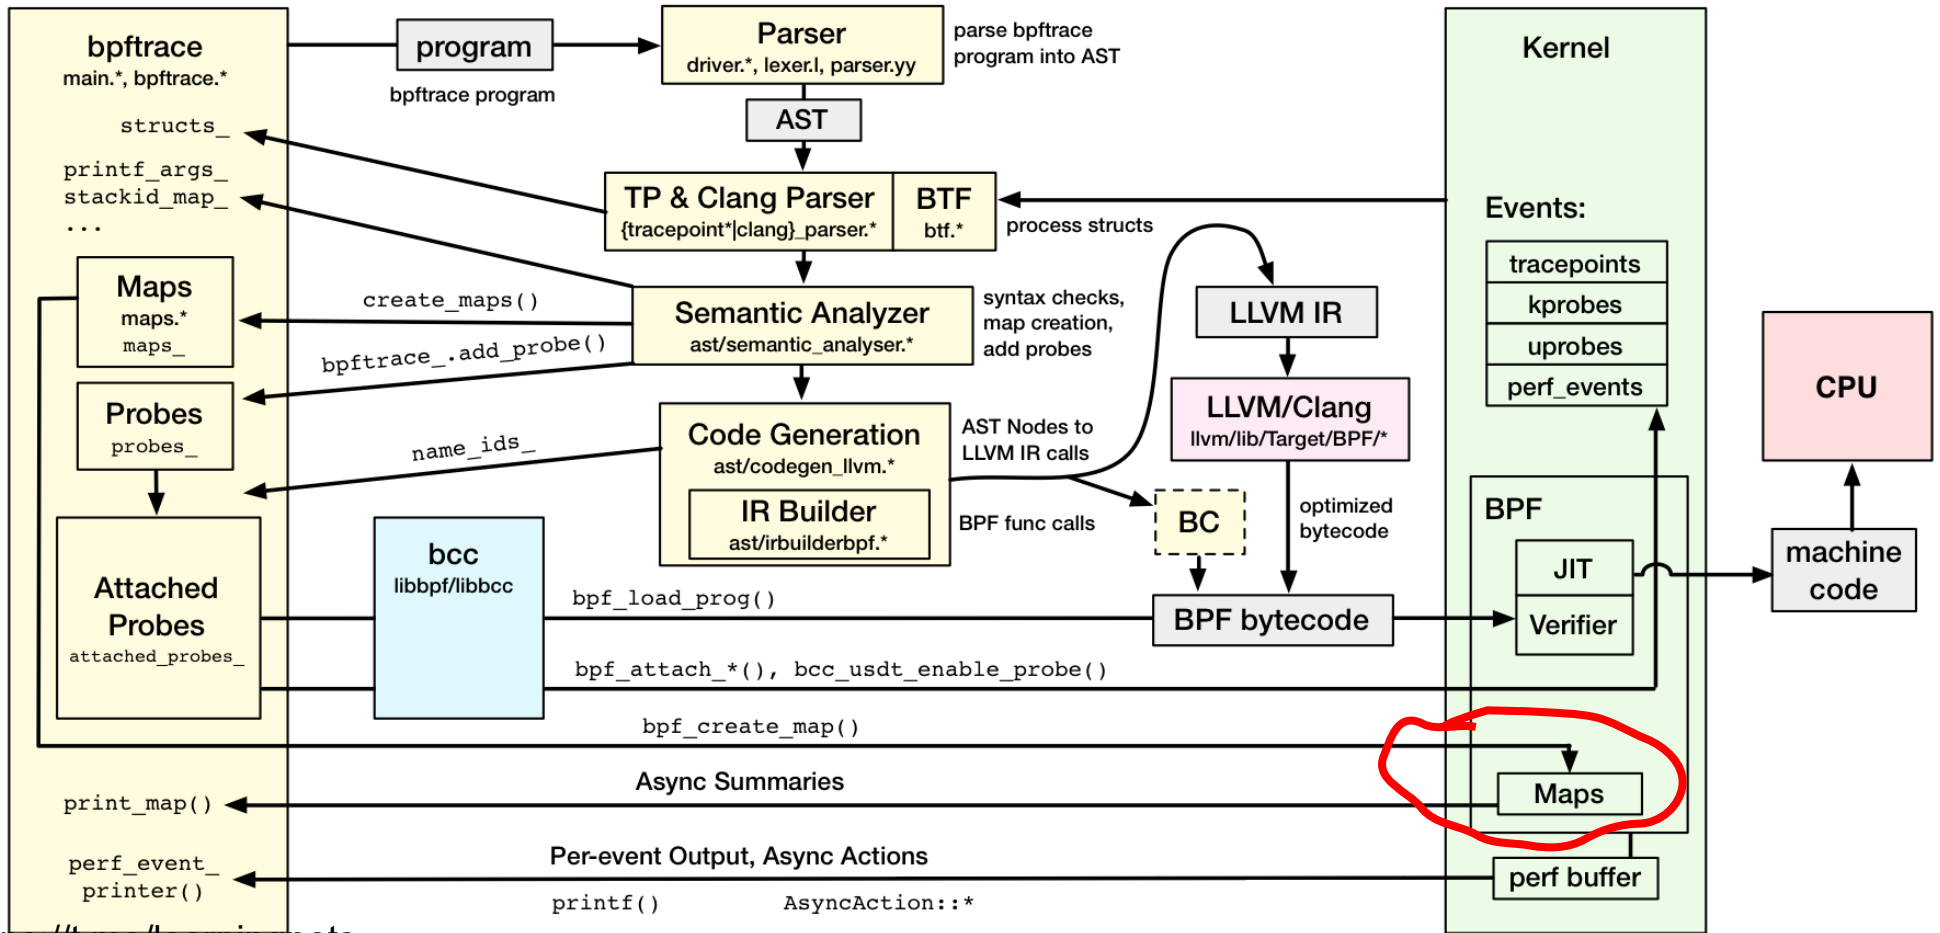 bpftrace
main.*, bpftrace.*
structs_
printf_args_
stackid_map_
...
Maps
maps.*
maps_
Probes
probes_
Attached
Probes
attached_probes_
print_map()
perf_event_
printer()
program
bpftrace program
Parser
driver.*, lexer.l, parser.yy
parse bpftrace
program into AST
AST
TP & Clang Parser
{tracepoint*|clang}_parser.*
BTF
btf.*
process structs
create_maps()
bpftrace_.add_probe()
Semantic Analyzer
ast/semantic_analyser.*
syntax checks,
map creation,
add probes
name_ids_
Code Generation
ast/codegen_llvm.*
IR Builder
ast/irbuilderbpf.*
AST Nodes to
LLVM IR calls
BPF func calls
LLVM IR
LLVM/Clang
llvm/lib/Target/BPF/*
optimized
bytecode
BC
BPF bytecode
bcc
libbpf/libbcc
bpf_load_prog()
bpf_attach_*(), bcc_usdt_enable_probe()
bpf_create_map()
Async Summaries
Per-event Output, Async Actions
printf() AsyncAction::*
Kernel
Events:
tracepoints
kprobes
uprobes
perf_events
BPF
JIT
Verifier
Maps
perf buffer
CPU
machine
code